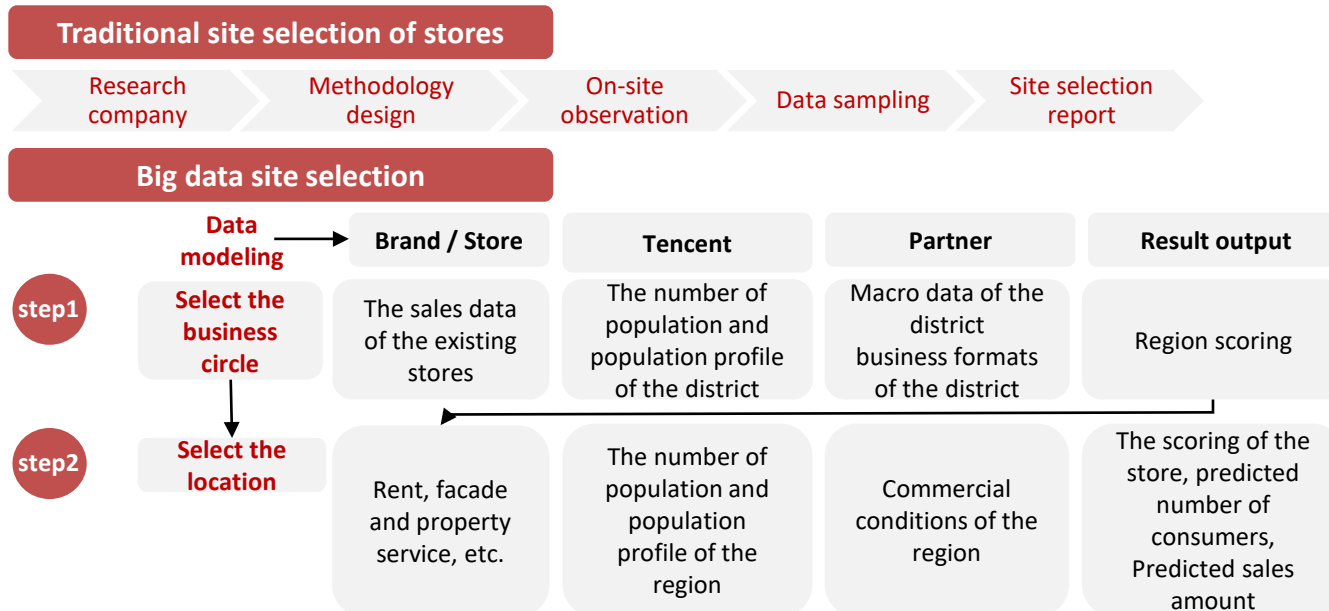 Traditional site selection of stores
Research
company
Methodology
design
On-site
observation
Data sampling
Site selection
report
Big data site selection
Data
modeling
Brand / Store
Tencent
Partner
Result output
step1
Select the
business
circle
The sales data
of the existing
stores
The number of
population and
population profile
of the district
Macro data of the
district
business formats
of the district
Region scoring
step2
Select the
location
Rent, facade
and property
service, etc.
The number of
population and
population
profile of the
region
Commercial
conditions of the
region
The scoring of the
store, predicted
number of
consumers,
Predicted sales
amount